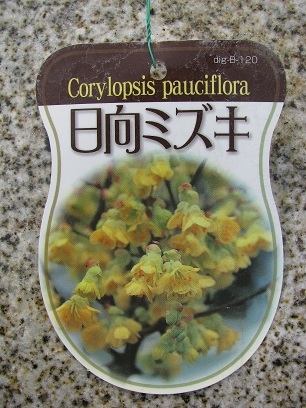 dig-B-120
Corylopsis pauciflora
日向ミズキ